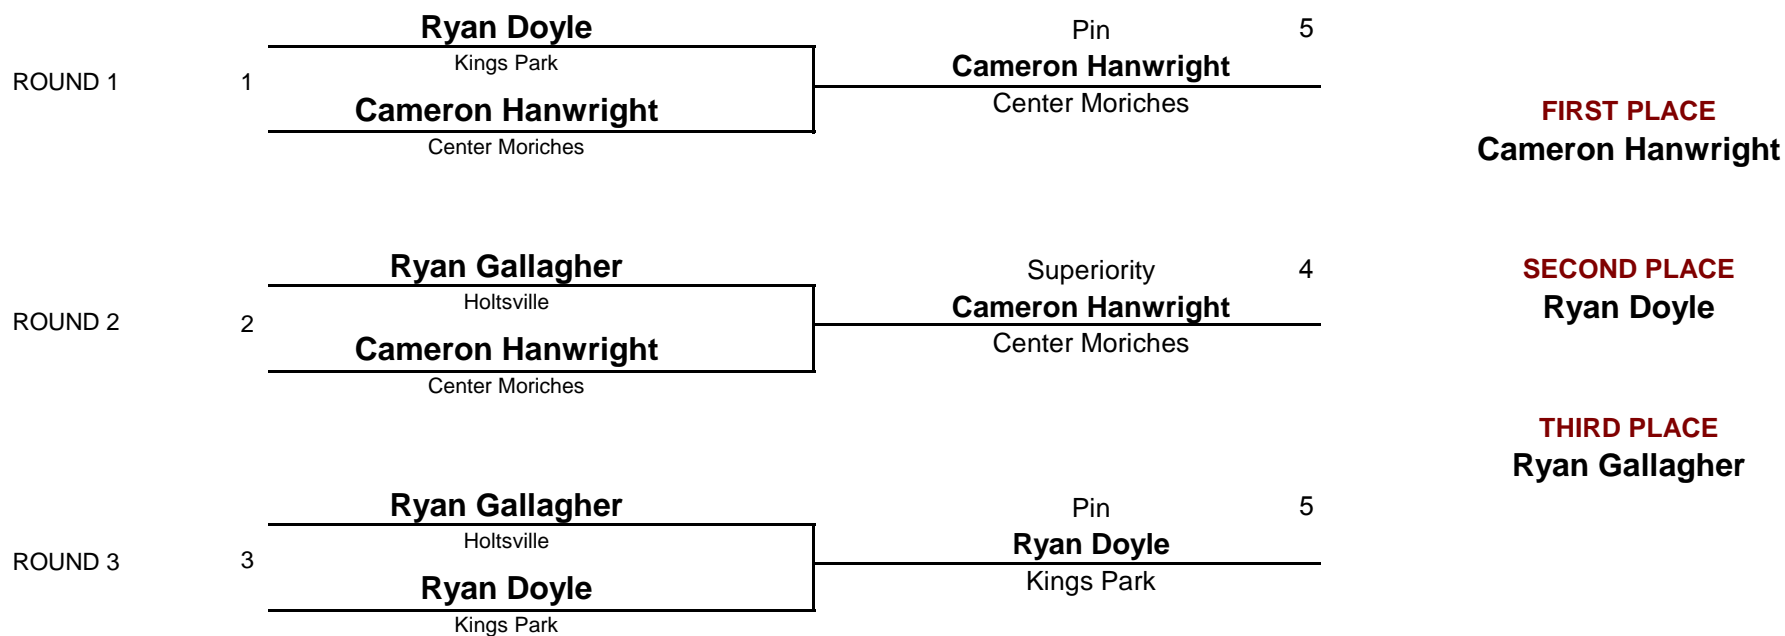 ROUND 1
1
Ryan Doyle
Kings Park
Cameron Hanwright
Center Moriches
Pin 5
Cameron Hanwright
Center Moriches
FIRST PLACE
Cameron Hanwright
ROUND 2
2
Ryan Gallagher
Holtsville
Cameron Hanwright
Center Moriches
Superiority 4
Cameron Hanwright
Center Moriches
SECOND PLACE
Ryan Doyle
THIRD PLACE
Ryan Gallagher
ROUND 3
3
Ryan Gallagher
Holtsville
Ryan Doyle
Kings Park
Pin 5
Ryan Doyle
Kings Park